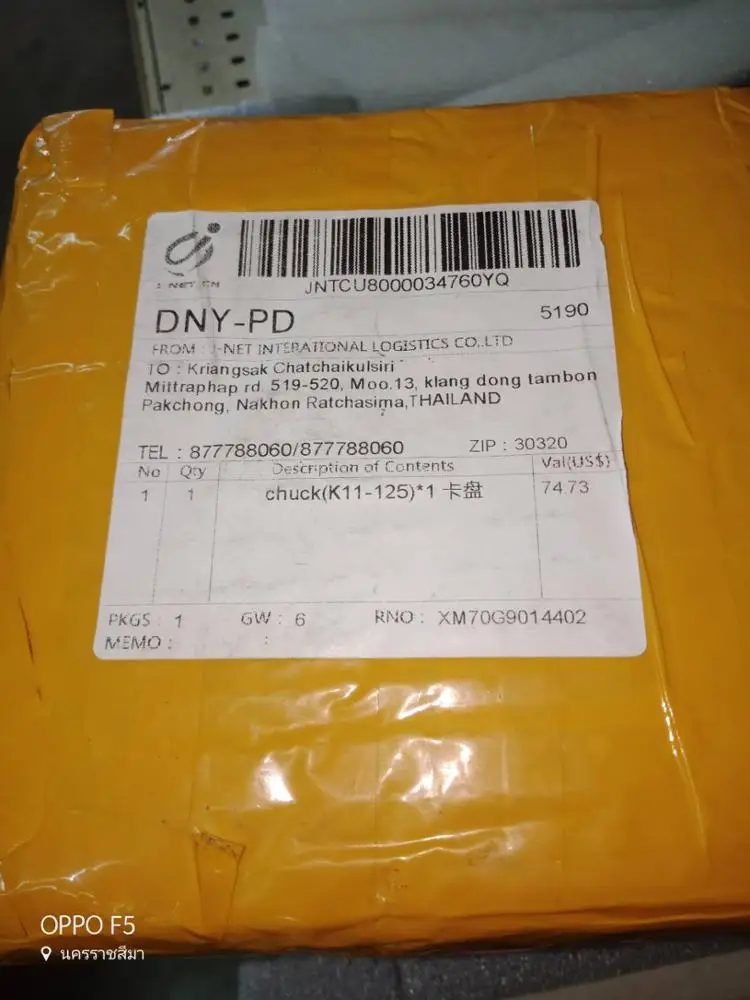 J-NET.CN
JNTCU8000034760YQ
DNY-PD
5190
FROM : J-NET INTERATIONAL LOGISTICS CO,.LTD
TO : Kriangsak Chatchaikulsiri
Mittraphap rd. 519-520, Moo.13, klang dong tambon
Pakchong, Nakhon Ratchasima,THAILAND
TEL : 877788060/877788060 ZIP : 30320
No Qty Description of Contents Val(US$)
1 1 chuck(K11-125)*1 卡盘 74.73
PKGS : 1 GW : 6 RNO : XM70G9014402
MEMO : :
OPPO F5
นครราชสีมา